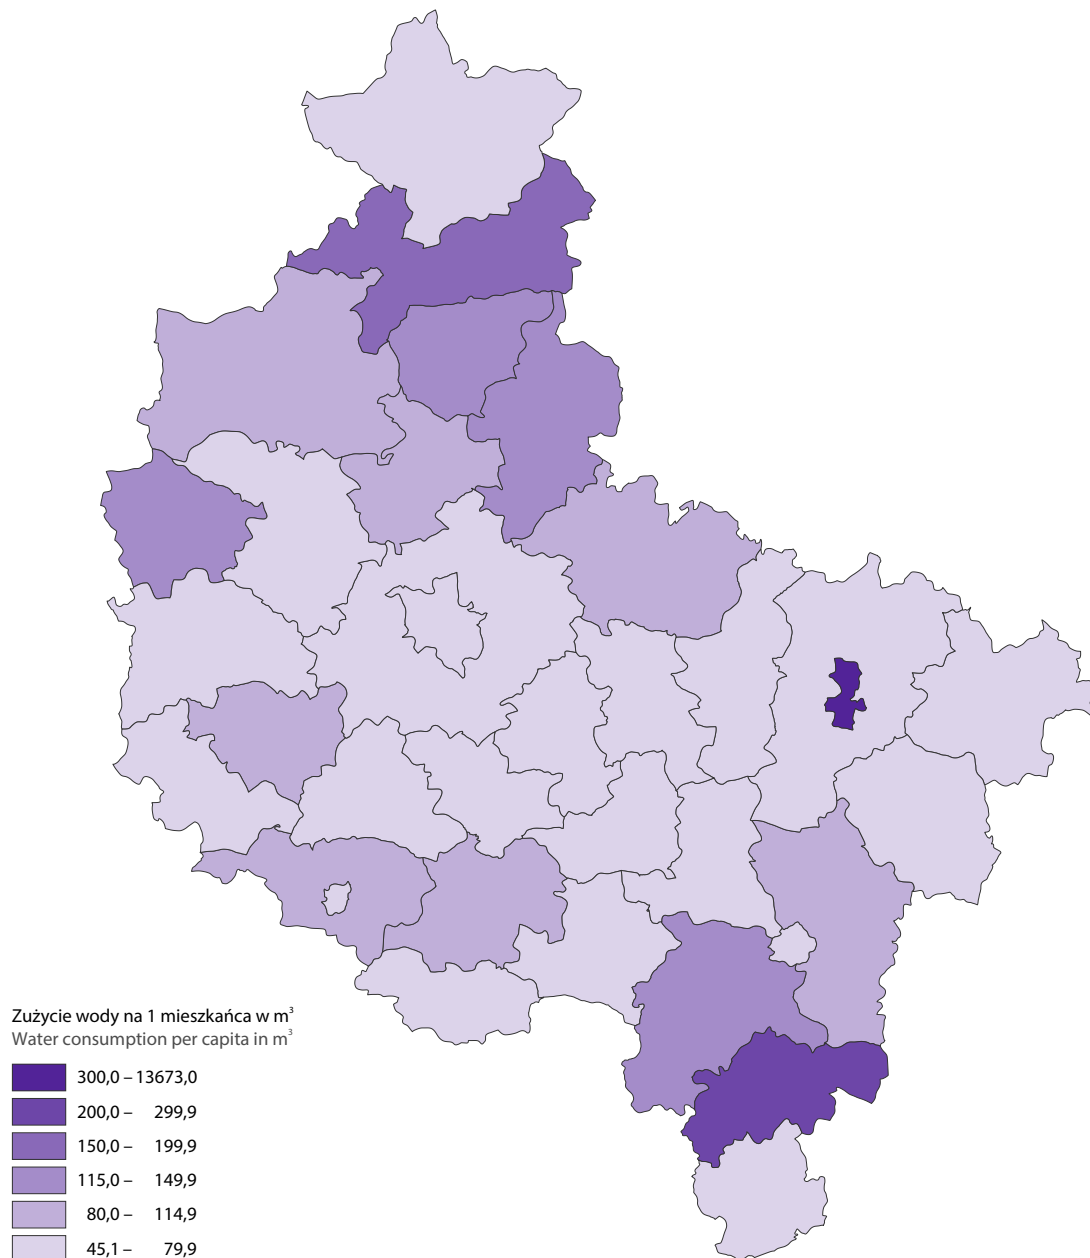 Zużycie wody na 1 mieszkańca w m³
Water consumption per capita in m³
300,0 – 13673,0
200,0 – 299,9
150,0 – 199,9
115,0 – 149,9
80,0 – 114,9
45,1 – 79,9